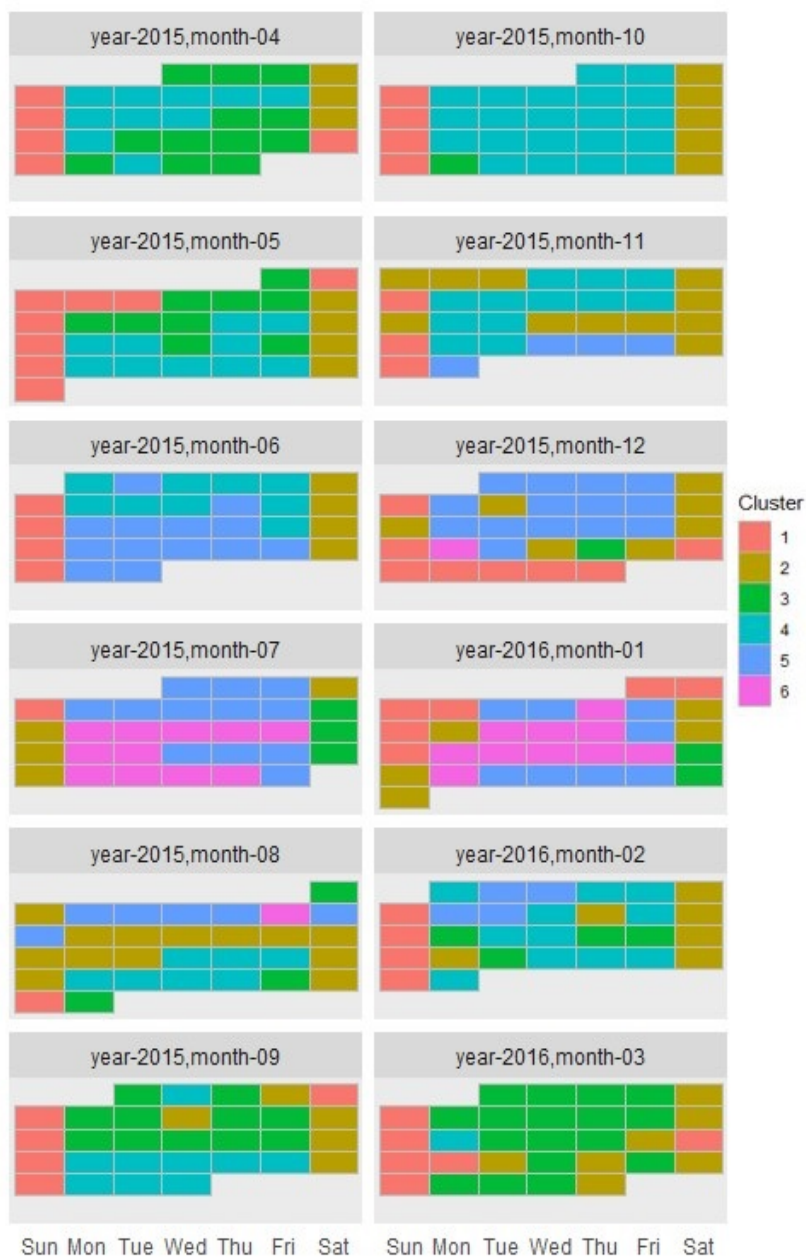 year-2015,month-04
year-2015,month-10
year-2015,month-05
year-2015,month-11
year-2015,month-06
year-2015,month-12
year-2015,month-07
year-2016,month-01
year-2015,month-08
year-2016,month-02
year-2015,month-09
year-2016,month-03
Sun Mon Tue Wed Thu Fri Sat
Sun Mon Tue Wed Thu Fri Sat
Cluster
1
2
3
4
5
6